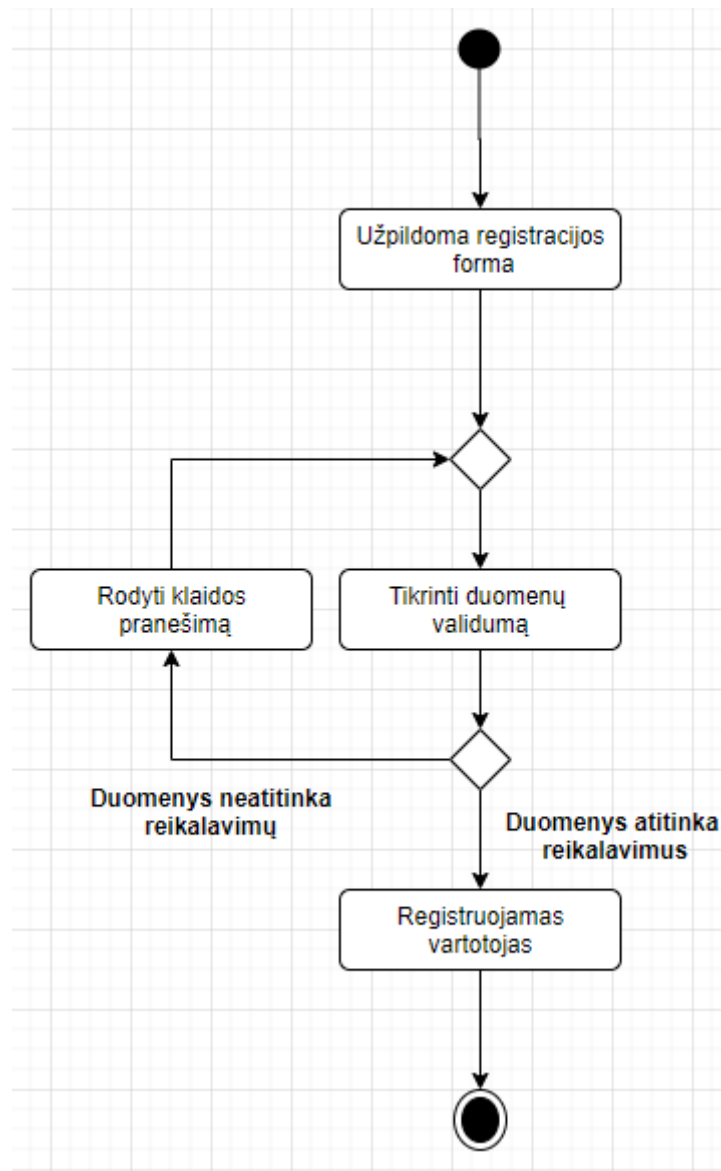 Užpildoma registracijos
forma
Rodyti klaidos
pranešimą
Tikrinti duomenų
validumą
Duomenys neatitinka
reikalavimų
Duomenys atitinka
reikalavimus
Registruojamas
vartotojas